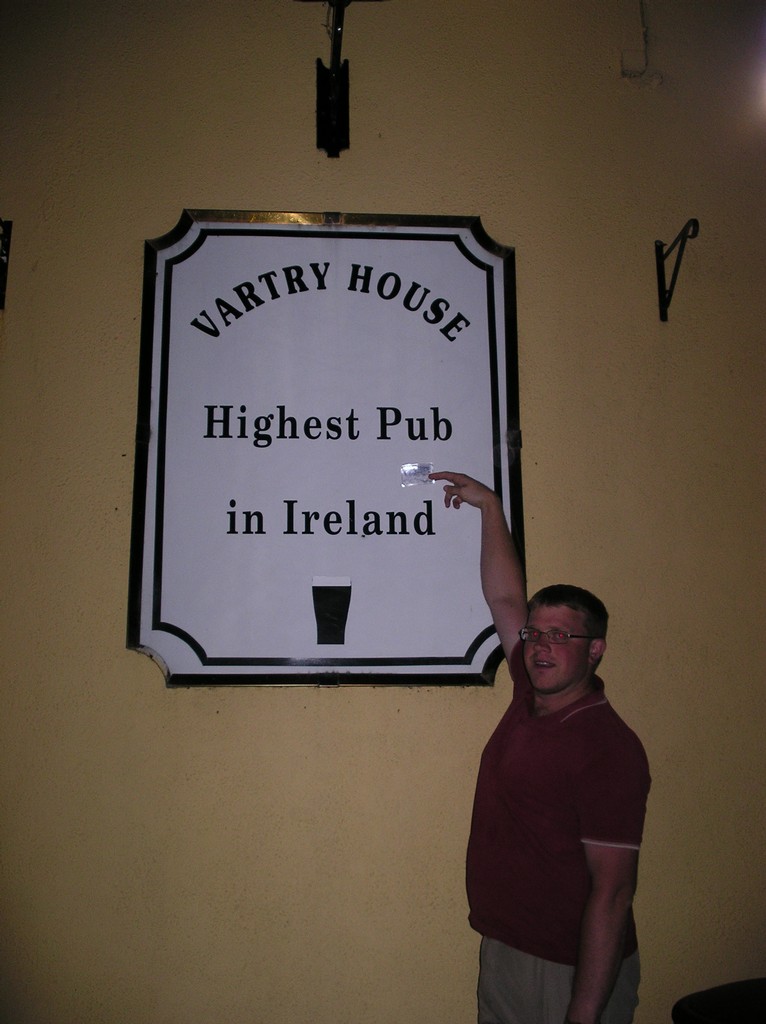 VARTRY HOUSE
Highest Pub
in Ireland